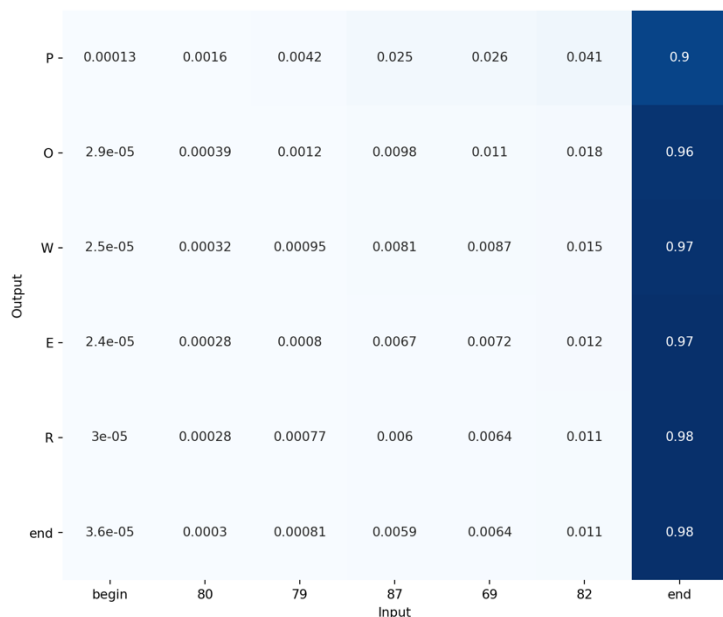 P 0.00013 0.0016 0.0042 0.025 0.026 0.041 0.9
O 2.9e-05 0.00039 0.0012 0.0098 0.011 0.018 0.96
W 2.5e-05 0.00032 0.00095 0.0081 0.0087 0.015 0.97
Output
E 2.4e-05 0.00028 0.0008 0.0067 0.0072 0.012 0.97
R 3e-05 0.00028 0.00077 0.006 0.0064 0.011 0.98
end 3.6e-05 0.0003 0.00081 0.0059 0.0064 0.011 0.98
begin 80 79 87 69 82 end
Input